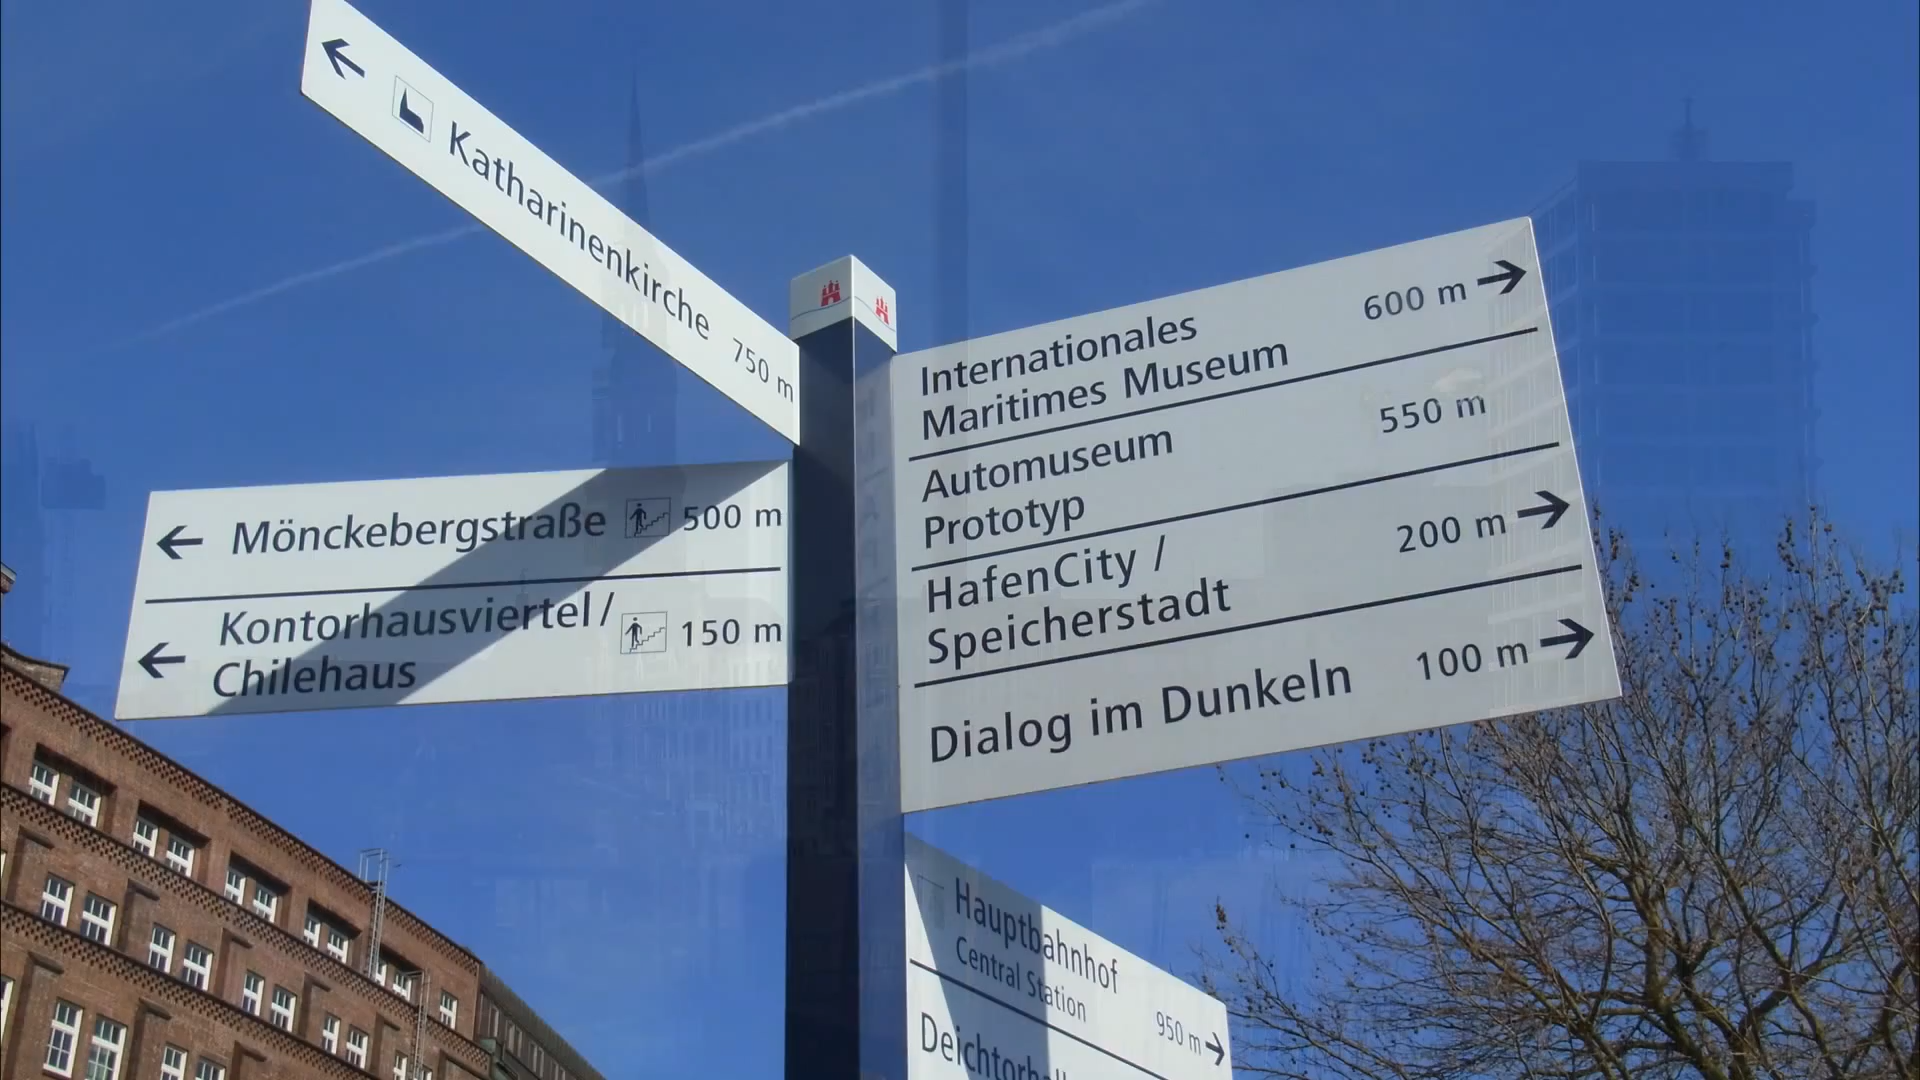 Katharinenkirche 750 m
Mönckebergstraße 500 m
Kontorhausviertel/
Chilehaus 150 m
Internationales
Maritimes Museum 600 m
Automuseum
Prototyp 550 m
HafenCity /
Speicherstadt 200 m
Dialog im Dunkeln 100 m
Hauptbahnhof
Central Station 950 m